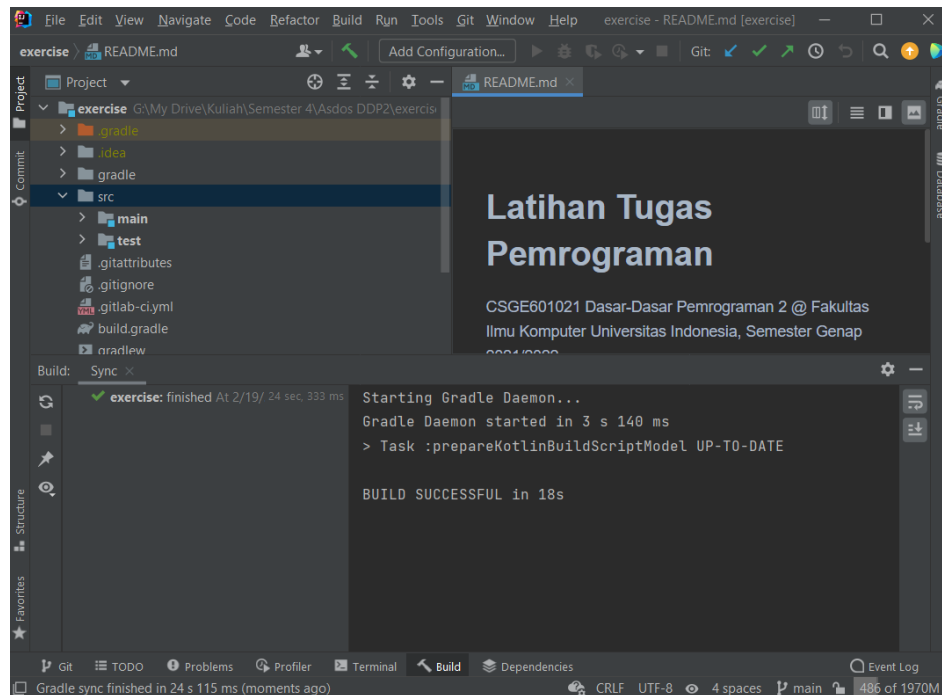 File Edit View Navigate Code Refactor Build Run Tools Git Window Help exercise - README.md [exercise]
exercise README.md Add Configuration... Git:
Project
README.md
exercise G:\My Drive\Kuliah\Semester 4\Asdos DDP2\exercis
.gradle
.idea
gradle
src
main
test
.gitattributes
.gitignore
.gitlab-ci.yml
build.gradle
gradlew
Project
Commit
Structure
Favorites
Gradle
Database
Latihan Tugas
Pemrograman
CSGE601021 Dasar-Dasar Pemrograman 2 @ Fakultas
Ilmu Komputer Universitas Indonesia, Semester Genap
2021/2022
Build: Sync
exercise: finished At 2/19/ 24 sec, 333 ms
Starting Gradle Daemon...
Gradle Daemon started in 3 s 140 ms
> Task :prepareKotlinBuildScriptModel UP-TO-DATE
BUILD SUCCESSFUL in 18s
Git TODO Problems Profiler Terminal Build Dependencies Event Log
Gradle sync finished in 24 s 115 ms (moments ago) CRLF UTF-8 4 spaces main 486 of 1970M